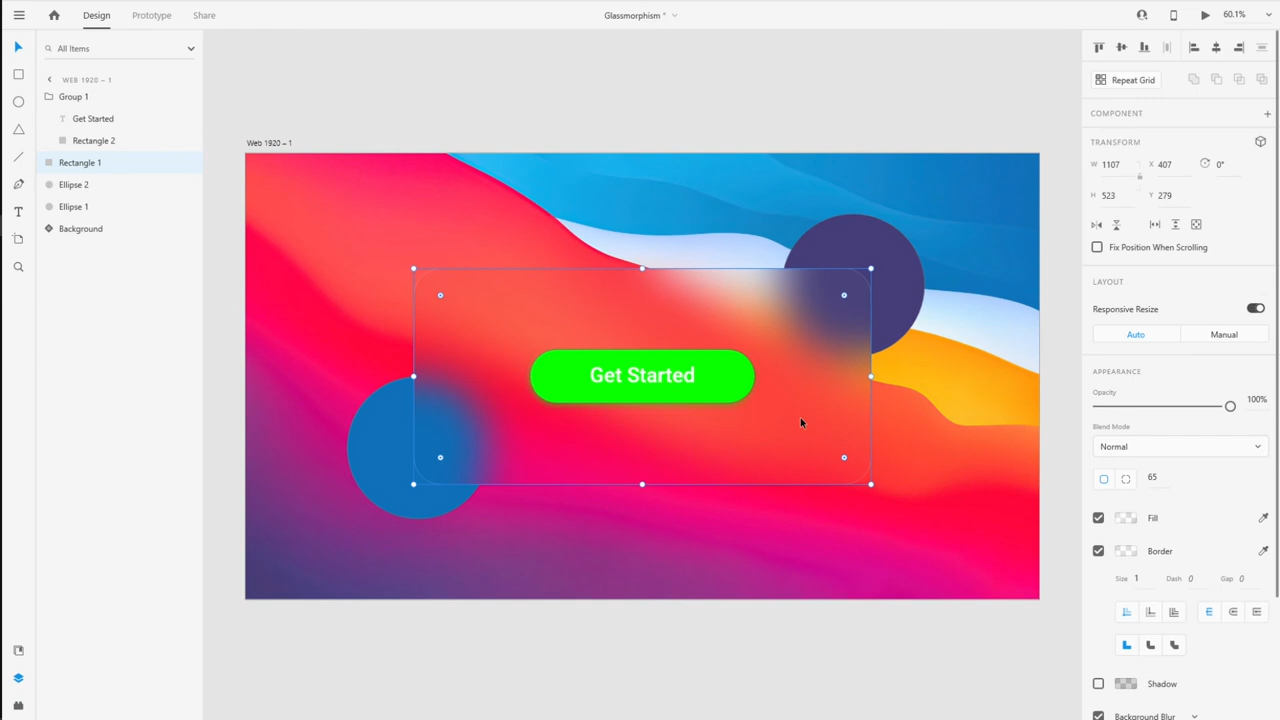 Design Prototype Share Glassmorphism * 60.1%
All Items
WEB 1920 – 1
Group 1
Get Started
Rectangle 2
Rectangle 1
Ellipse 2
Ellipse 1
Background
Web 1920 – 1
Get Started
Repeat Grid
COMPONENT
TRANSFORM
W 1107 X 407 0°
H 523 Y 279
Fix Position When Scrolling
LAYOUT
Responsive Resize
Auto Manual
APPEARANCE
Opacity 100%
Blend Mode
Normal
65
Fill
Border
Size 1 Dash 0 Gap 0
Shadow
Background Blur